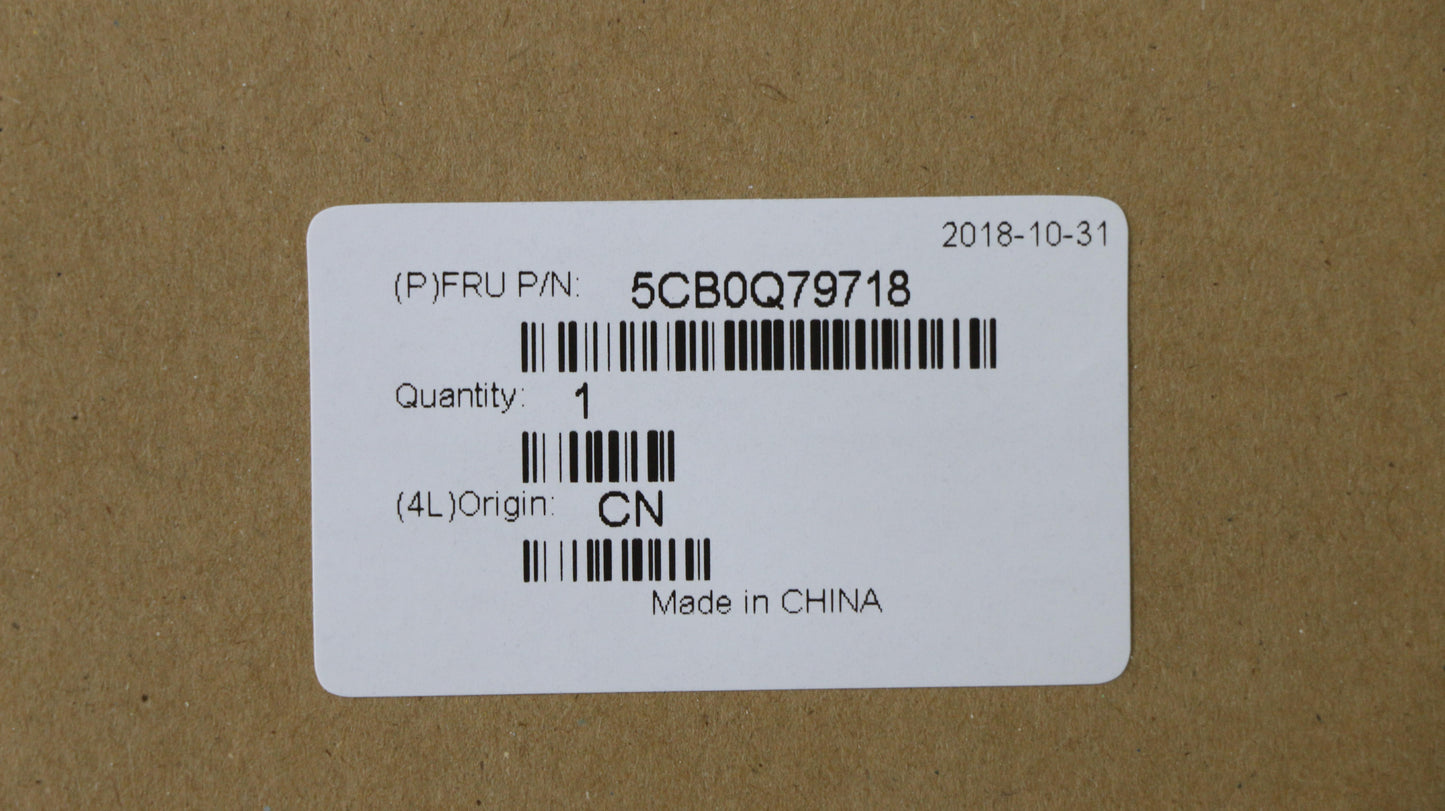 2018-10-31
(P)FRU P/N: 5CB0Q79718
Quantity: 1
(4L)Origin: CN
Made in CHINA